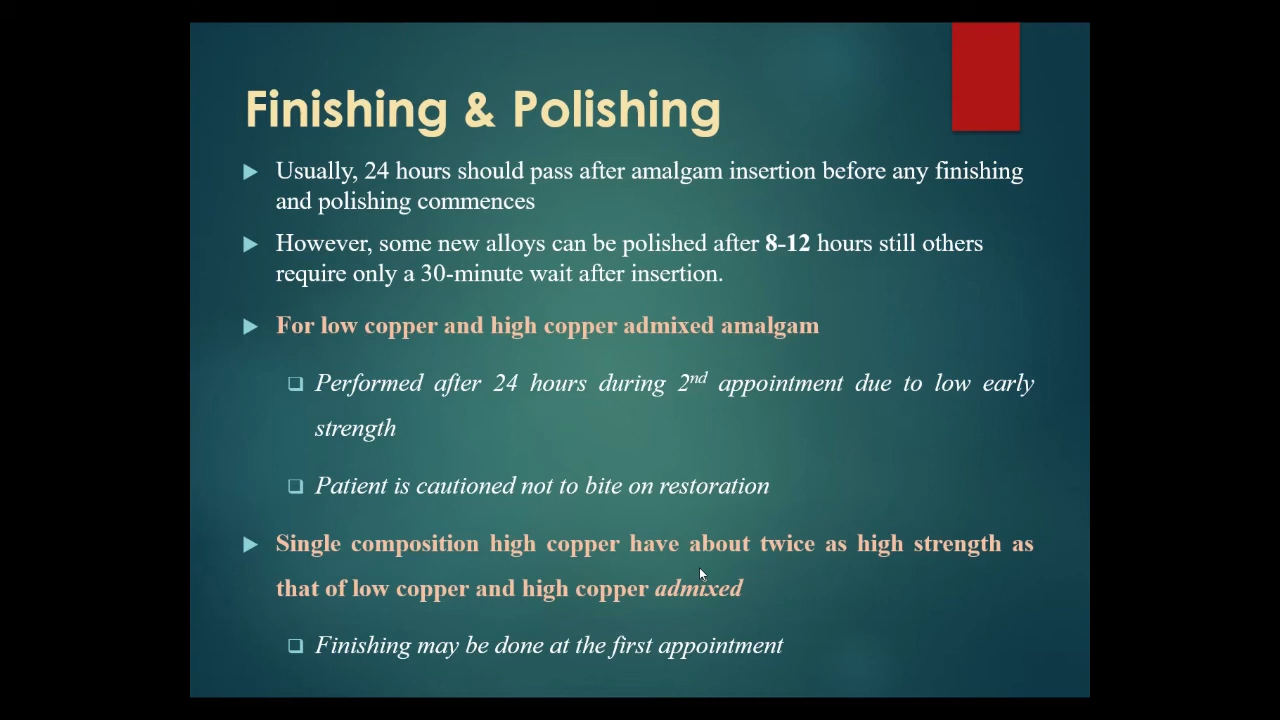 Finishing & Polishing
Usually, 24 hours should pass after amalgam insertion before any finishing
and polishing commences
However, some new alloys can be polished after 8-12 hours still others
require only a 30-minute wait after insertion.
For low copper and high copper admixed amalgam
Performed after 24 hours during 2nd appointment due to low early
strength
Patient is cautioned not to bite on restoration
Single composition high copper have about twice as high strength as
that of low copper and high copper admixed
Finishing may be done at the first appointment